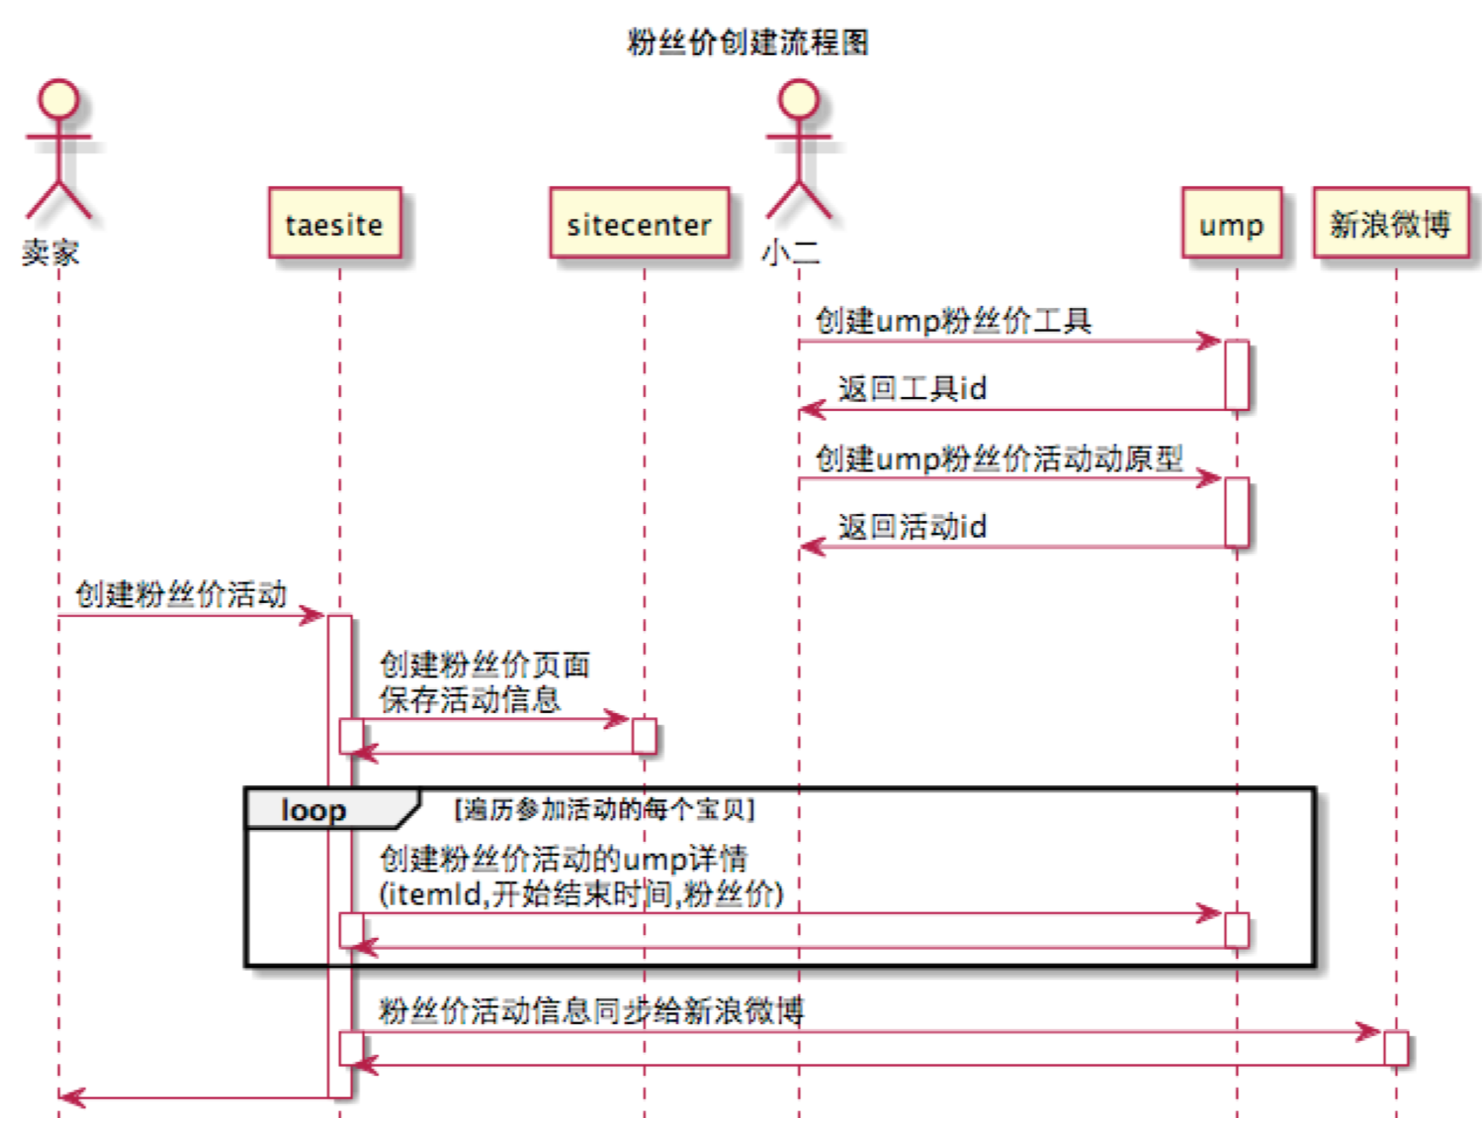 粉丝价创建流程图
卖家
taesite
sitecenter
小二
ump
新浪微博
创建ump粉丝价工具
返回工具id
创建ump粉丝价活动动原型
返回活动id
创建粉丝价活动
创建粉丝价页面
保存活动信息
loop
[遍历参加活动的每个宝贝]
创建粉丝价活动的ump详情
(itemId,开始结束时间,粉丝价)
粉丝价活动信息同步给新浪微博